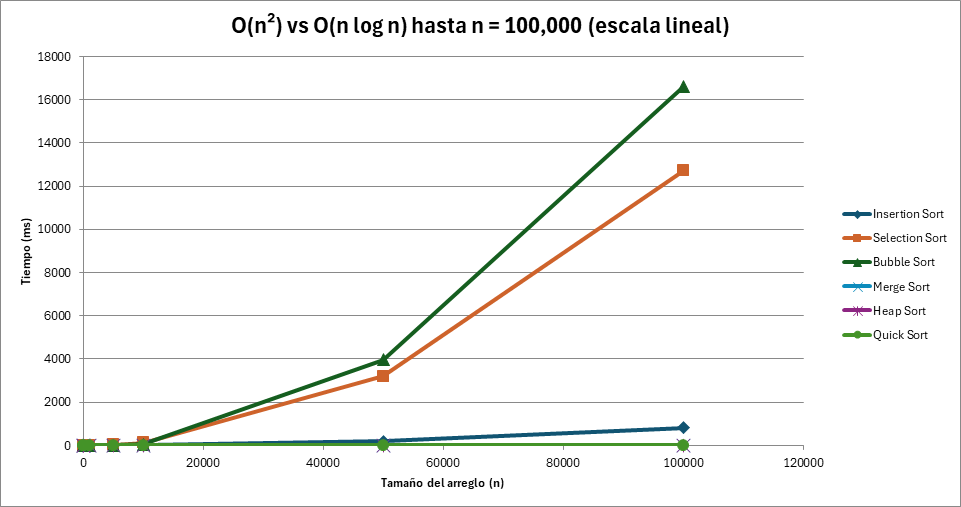 O(n²) vs O(n log n) hasta n = 100,000 (escala lineal)
18000
16000
14000
12000
10000
8000
6000
4000
2000
0
Tiempo (ms)
0 20000 40000 60000 80000 100000 120000
Tamaño del arreglo (n)
Insertion Sort
Selection Sort
Bubble Sort
Merge Sort
Heap Sort
Quick Sort